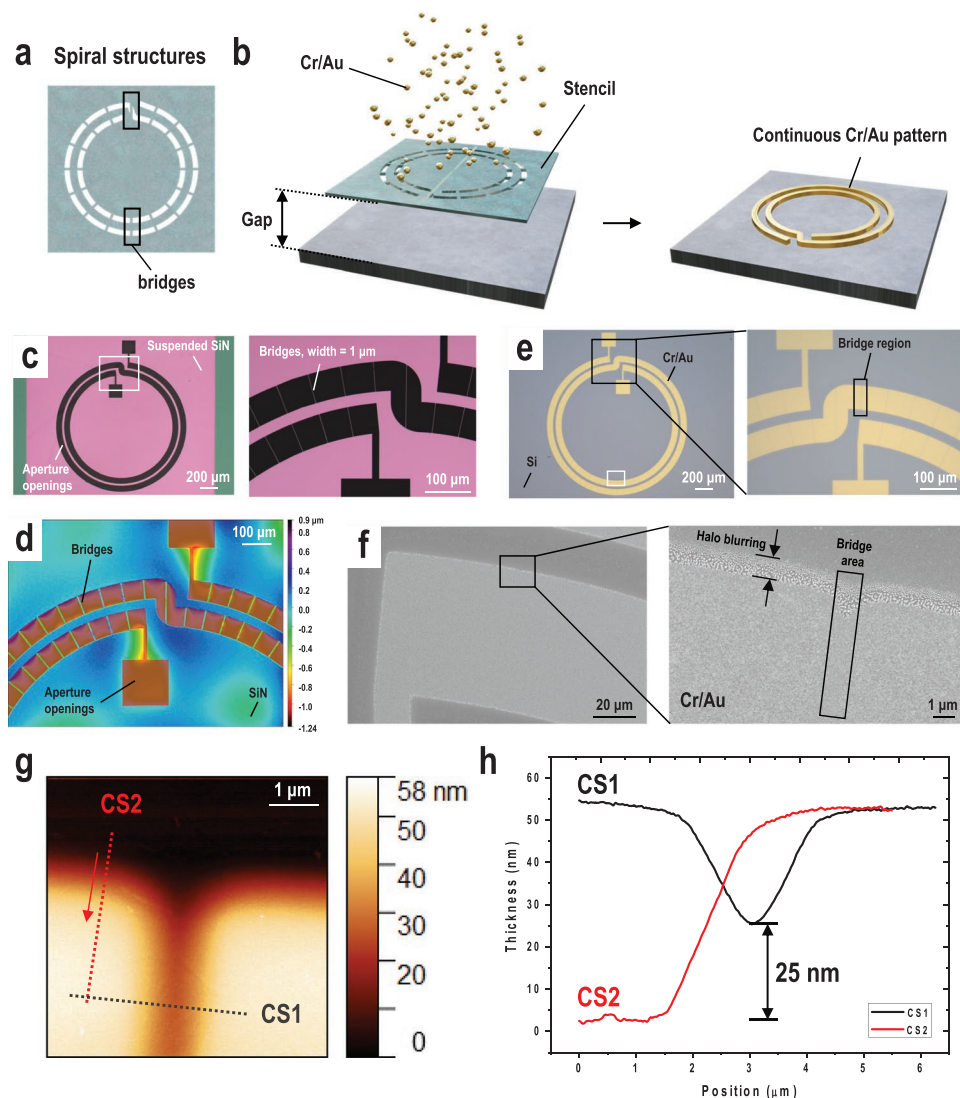 a
Spiral structures
bridges
b
Cr/Au
Stencil
Gap
Continuous Cr/Au pattern
c
Suspended SiN
Aperture
openings
200 µm
Bridges, width = 1 µm
100 µm
e
Cr/Au
Si
200 µm
Bridge region
100 µm
d
Bridges
100 µm
Aperture
openings
SiN
0.9 µm
0.6
0.4
0.2
0.0
-0.2
-0.4
-0.6
-0.8
-1.0
-1.24
f
20 µm
Halo blurring
Bridge
area
Cr/Au
1 µm
g
CS2
1 µm
CS1
58 nm
50
40
30
20
10
0
h
CS1
CS2
25 nm
Thickness (nm)
60
50
40
30
20
10
0
0
1
2
3
4
5
6
Position (µm)
CS1
CS2